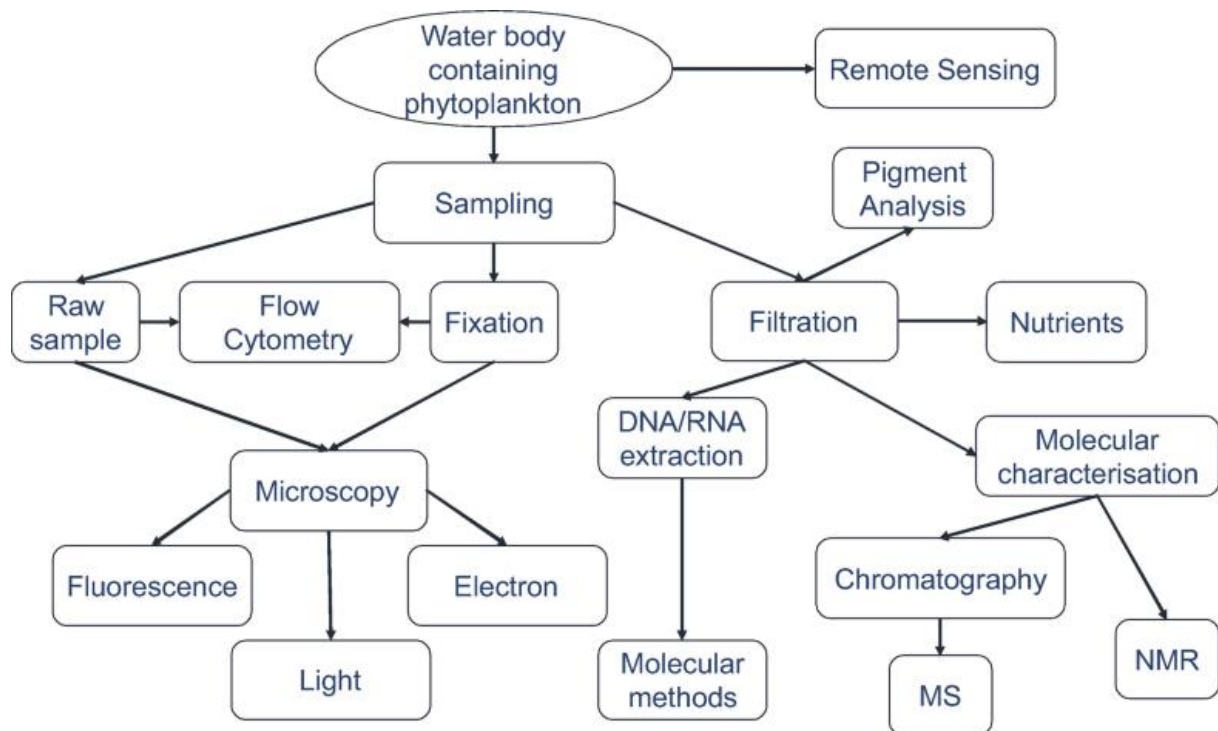 Water body
containing
phytoplankton
Remote Sensing
Pigment
Analysis
Sampling
Raw
sample
Flow
Cytometry
Fixation
Filtration
Nutrients
DNA/RNA
extraction
Molecular
characterisation
Microscopy
Fluorescence
Electron
Light
Chromatography
Molecular
methods
MS
NMR